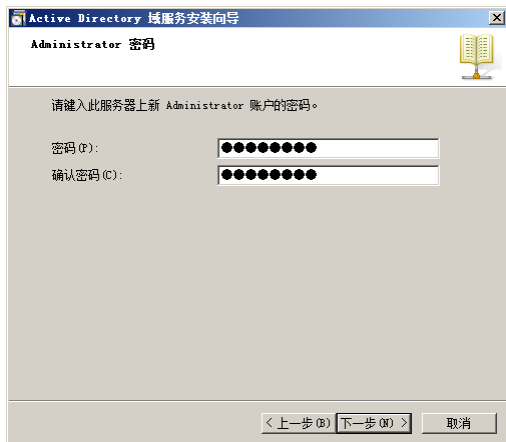 Active Directory 域服务安装向导
Administrator 密码
请键入此服务器上新 Administrator 账户的密码。
密码(P):
●●●●●●●●
确认密码(C):
●●●●●●●●
< 上一步(B) 下一步(N) > 取消